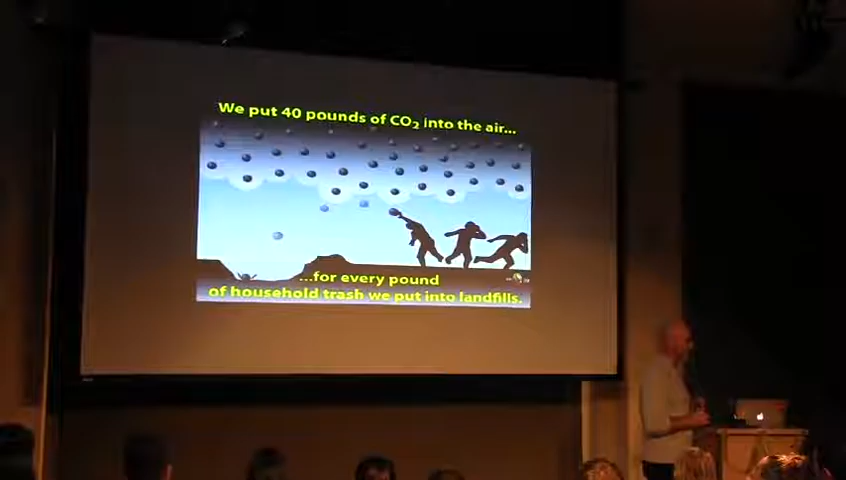 We put 40 pounds of CO₂ into the air...
...for every pound
of household trash we put into landfills.